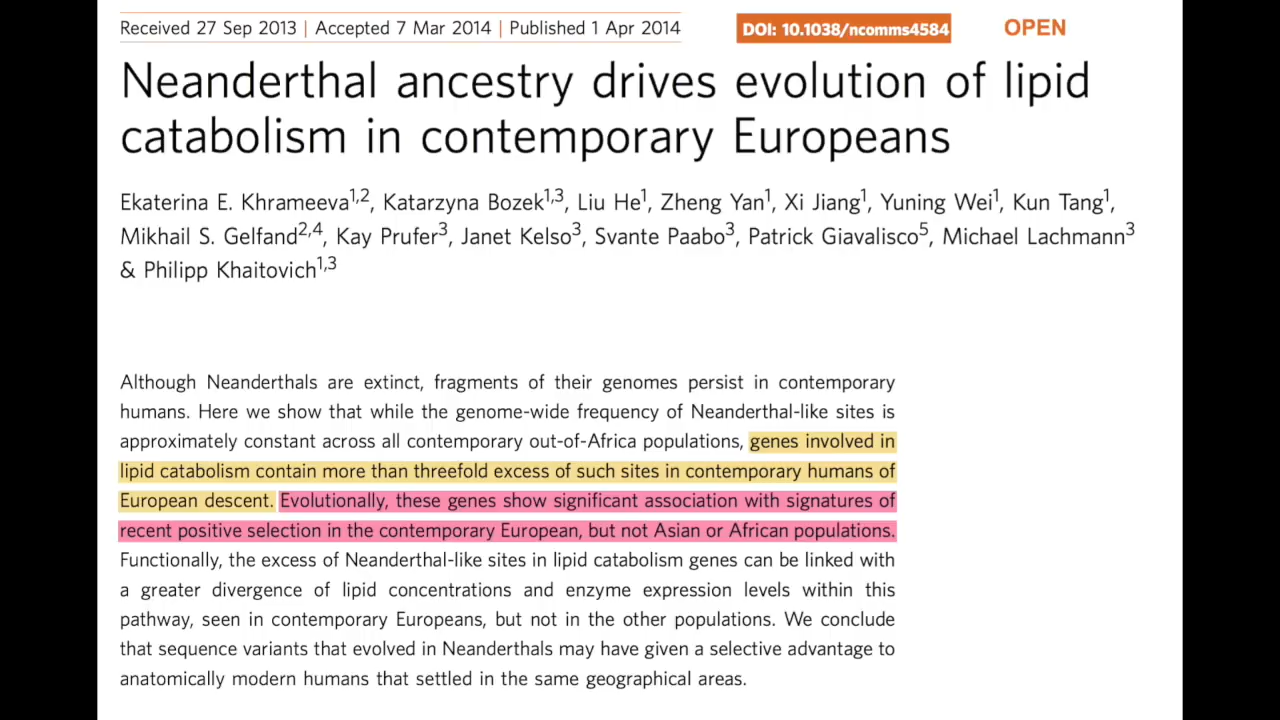 Received 27 Sep 2013 | Accepted 7 Mar 2014 | Published 1 Apr 2014
DOI: 10.1038/ncomms4584
OPEN
Neanderthal ancestry drives evolution of lipid
catabolism in contemporary Europeans
Ekaterina E. Khrameeva1,2, Katarzyna Bozek1,3, Liu He1, Zheng Yan1, Xi Jiang1, Yuning Wei1, Kun Tang1,
Mikhail S. Gelfand2,4, Kay Prufer3, Janet Kelso3, Svante Paabo3, Patrick Giavalisco5, Michael Lachmann3
& Philipp Khaitovich1,3
Although Neanderthals are extinct, fragments of their genomes persist in contemporary
humans. Here we show that while the genome-wide frequency of Neanderthal-like sites is
approximately constant across all contemporary out-of-Africa populations, genes involved in
lipid catabolism contain more than threefold excess of such sites in contemporary humans of
European descent. Evolutionally, these genes show significant association with signatures of
recent positive selection in the contemporary European, but not Asian or African populations.
Functionally, the excess of Neanderthal-like sites in lipid catabolism genes can be linked with
a greater divergence of lipid concentrations and enzyme expression levels within this
pathway, seen in contemporary Europeans, but not in the other populations. We conclude
that sequence variants that evolved in Neanderthals may have given a selective advantage to
anatomically modern humans that settled in the same geographical areas.